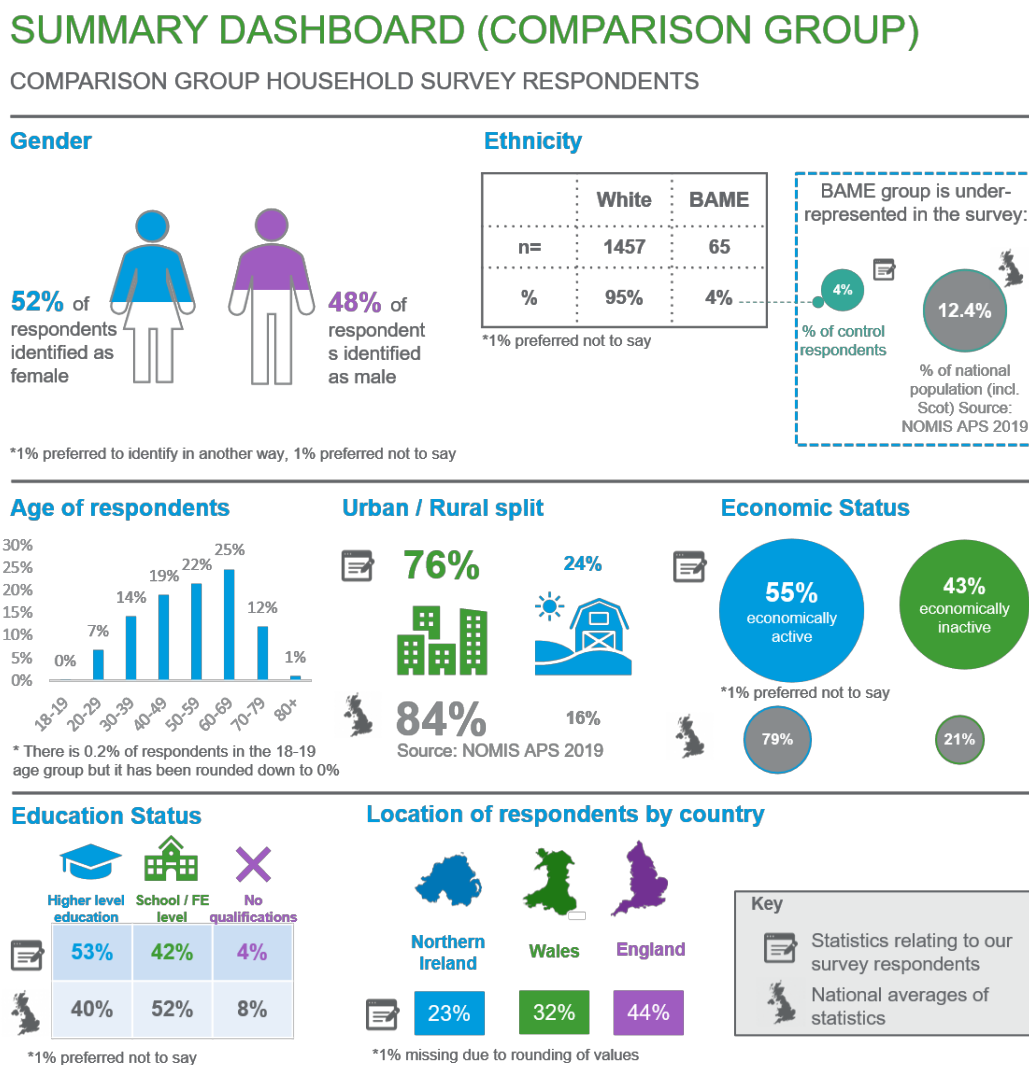 SUMMARY DASHBOARD (COMPARISON GROUP)
COMPARISON GROUP HOUSEHOLD SURVEY RESPONDENTS
Gender
52% of
respondents
identified as
female
48% of
respondent
s identified
as male
*1% preferred to identify in another way, 1% preferred not to say
Ethnicity
White BAME
n= 1457 65
% 95% 4%
*1% preferred not to say
BAME group is under-
represented in the survey:
4%
% of control
respondents
12.4%
% of national
population (incl.
Scot) Source:
NOMIS APS 2019
Age of respondents
30%
25%
20%
15%
10%
5%
0%
0%
7%
14%
19%
22%
25%
12%
1%
18-19
20-29
30-39
40-49
50-59
60-69
70-79
80+
* There is 0.2% of respondents in the 18-19
age group but it has been rounded down to 0%
Urban / Rural split
76% 24%
84% 16%
Source: NOMIS APS 2019
Economic Status
55%
economically
active
43%
economically
inactive
*1% preferred not to say
79%
21%
Education Status
Higher level
education
School / FE
level
No
qualifications
53% 42% 4%
40% 52% 8%
*1% preferred not to say
Location of respondents by country
Northern
Ireland
Wales
England
23% 32% 44%
*1% missing due to rounding of values
Key
Statistics relating to our
survey respondents
National averages of
statistics